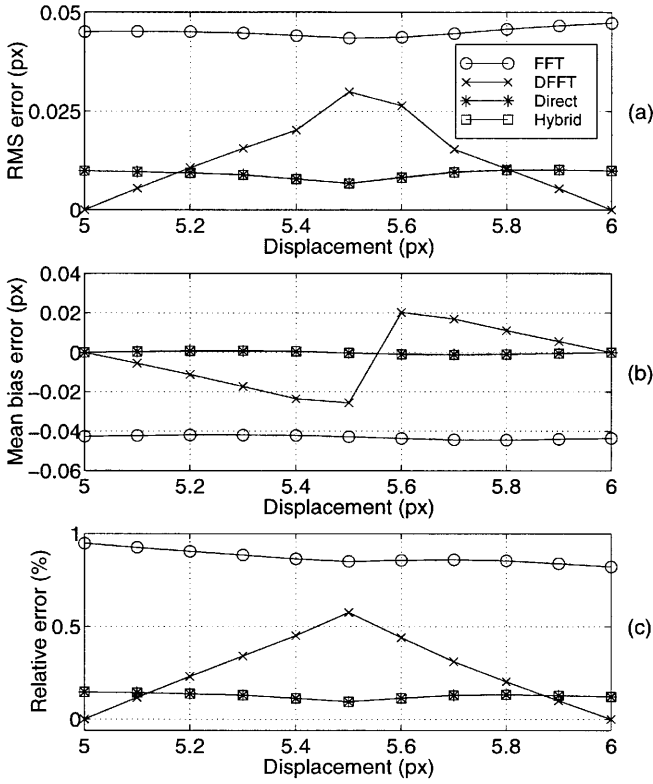 0.05
0.025
0
RMS error (px)
5
5.2
5.4
5.6
5.8
6
Displacement (px)
FFT
DFFT
Direct
Hybrid
(a)
0.04
0.02
0
−0.02
−0.04
−0.06
Mean bias error (px)
5
5.2
5.4
5.6
5.8
6
Displacement (px)
(b)
1
0.5
0
Relative error (%)
5
5.2
5.4
5.6
5.8
6
Displacement (px)
(c)